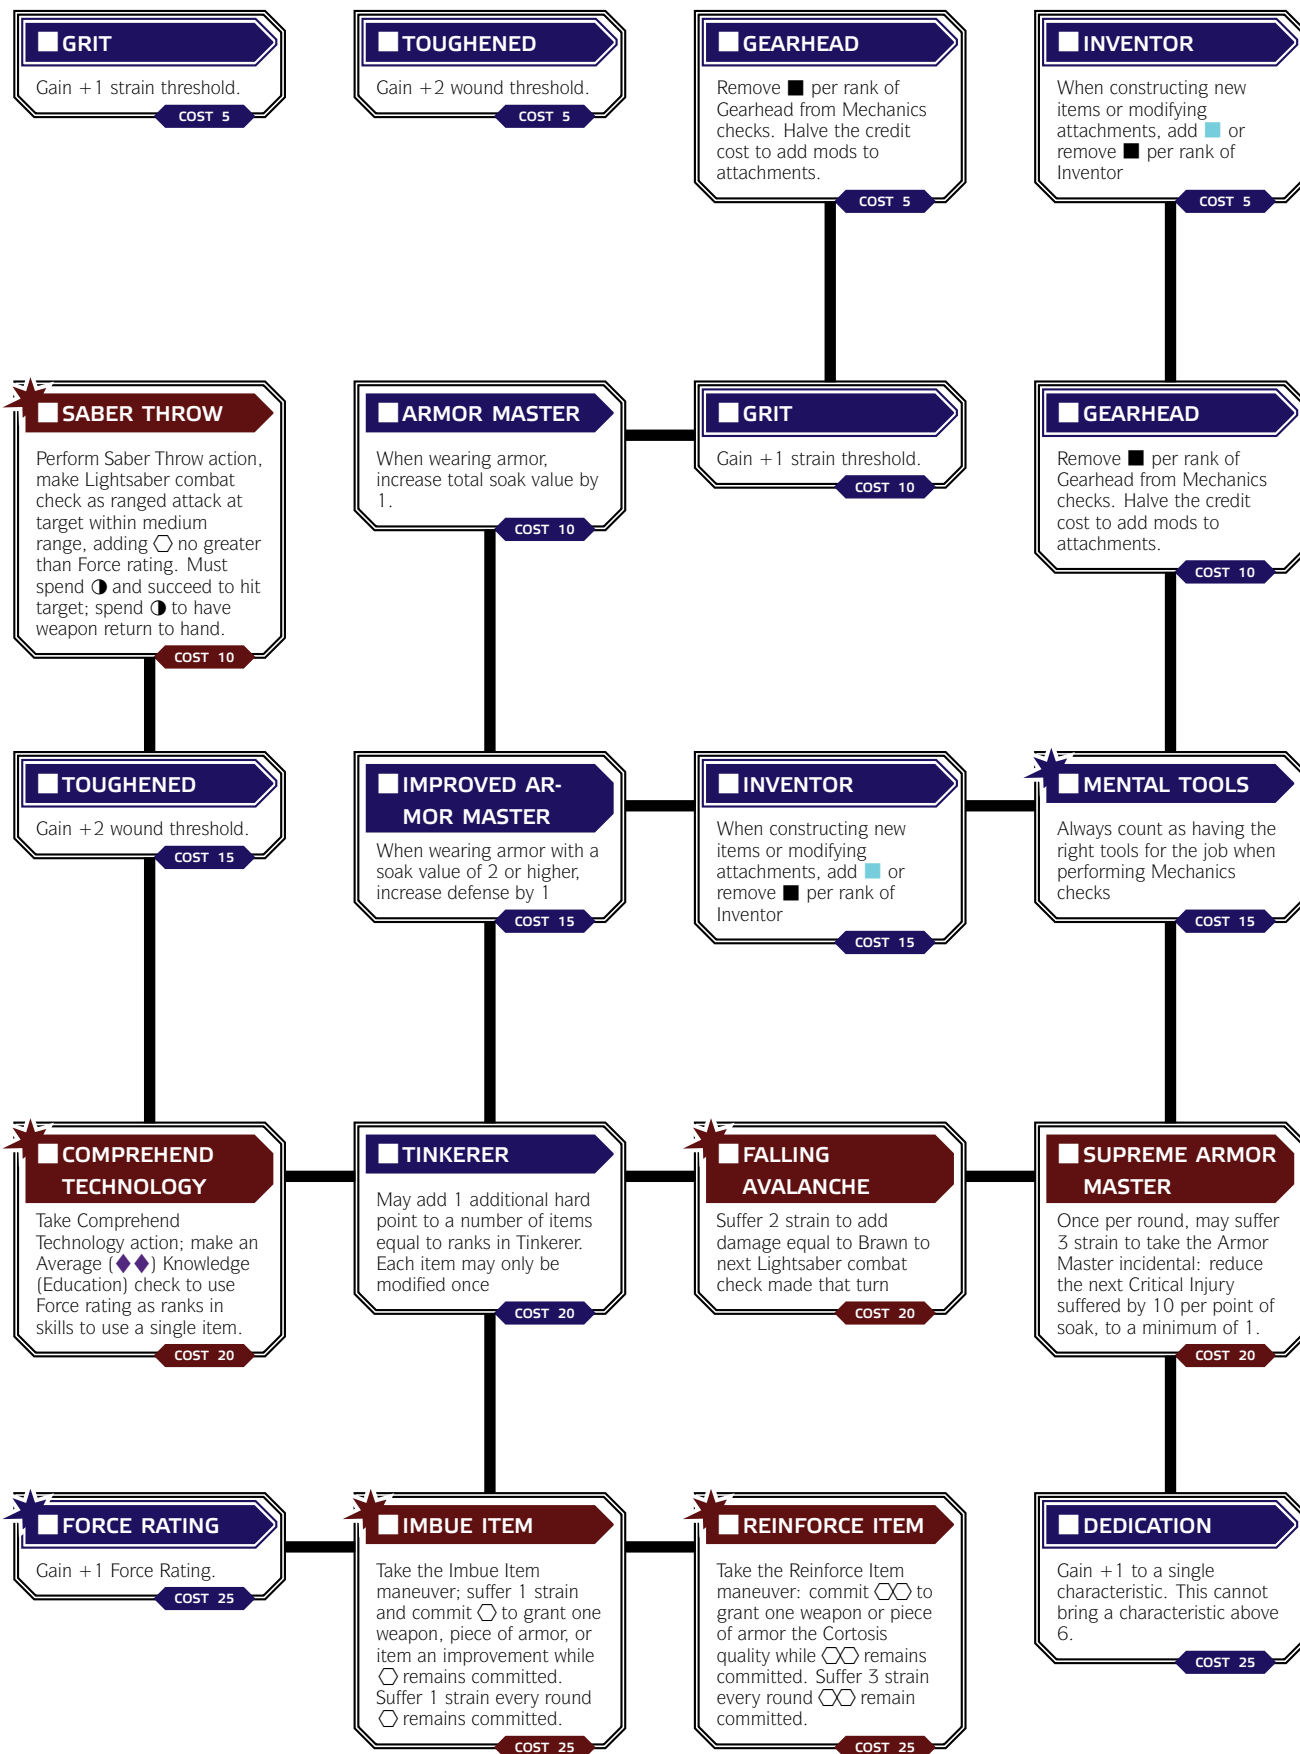 GRIT
Gain +1 strain threshold.
COST 5
TOUGHENED
Gain +2 wound threshold.
COST 5
GEARHEAD
Remove ■ per rank of
Gearhead from Mechanics
checks. Halve the credit
cost to add mods to
attachments.
COST 5
INVENTOR
When constructing new
items or modifying
attachments, add ■ or
remove ■ per rank of
Inventor
COST 5
SABER THROW
Perform Saber Throw action,
make Lightsaber combat
check as ranged attack at
target within medium
range, adding ⬡ no greater
than Force rating. Must
spend ◑ and succeed to hit
target; spend ◑ to have
weapon return to hand.
COST 10
ARMOR MASTER
When wearing armor,
increase total soak value by
1.
COST 10
GRIT
Gain +1 strain threshold.
COST 10
GEARHEAD
Remove ■ per rank of
Gearhead from Mechanics
checks. Halve the credit
cost to add mods to
attachments.
COST 10
TOUGHENED
Gain +2 wound threshold.
COST 15
IMPROVED AR-
MOR MASTER
When wearing armor with a
soak value of 2 or higher,
increase defense by 1
COST 15
INVENTOR
When constructing new
items or modifying
attachments, add ■ or
remove ■ per rank of
Inventor
COST 15
MENTAL TOOLS
Always count as having the
right tools for the job when
performing Mechanics
checks
COST 15
COMPREHEND
TECHNOLOGY
Take Comprehend
Technology action; make an
Average (◆◆) Knowledge
(Education) check to use
Force rating as ranks in
skills to use a single item.
COST 20
TINKERER
May add 1 additional hard
point to a number of items
equal to ranks in Tinkerer.
Each item may only be
modified once
COST 20
FALLING
AVALANCHE
Suffer 2 strain to add
damage equal to Brawn to
next Lightsaber combat
check made that turn
COST 20
SUPREME ARMOR
MASTER
Once per round, may suffer
3 strain to take the Armor
Master incidental: reduce
the next Critical Injury
suffered by 10 per point of
soak, to a minimum of 1.
COST 20
FORCE RATING
Gain +1 Force Rating.
COST 25
IMBUE ITEM
Take the Imbue Item
maneuver; suffer 1 strain
and commit ⬡ to grant one
weapon, piece of armor, or
item an improvement while
⬡ remains committed.
Suffer 1 strain every round
⬡ remains committed.
COST 25
REINFORCE ITEM
Take the Reinforce Item
maneuver: commit ⬡⬡ to
grant one weapon or piece
of armor the Cortosis
quality while ⬡⬡ remains
committed. Suffer 3 strain
every round ⬡⬡ remain
committed.
COST 25
DEDICATION
Gain +1 to a single
characteristic. This cannot
bring a characteristic above
6.
COST 25